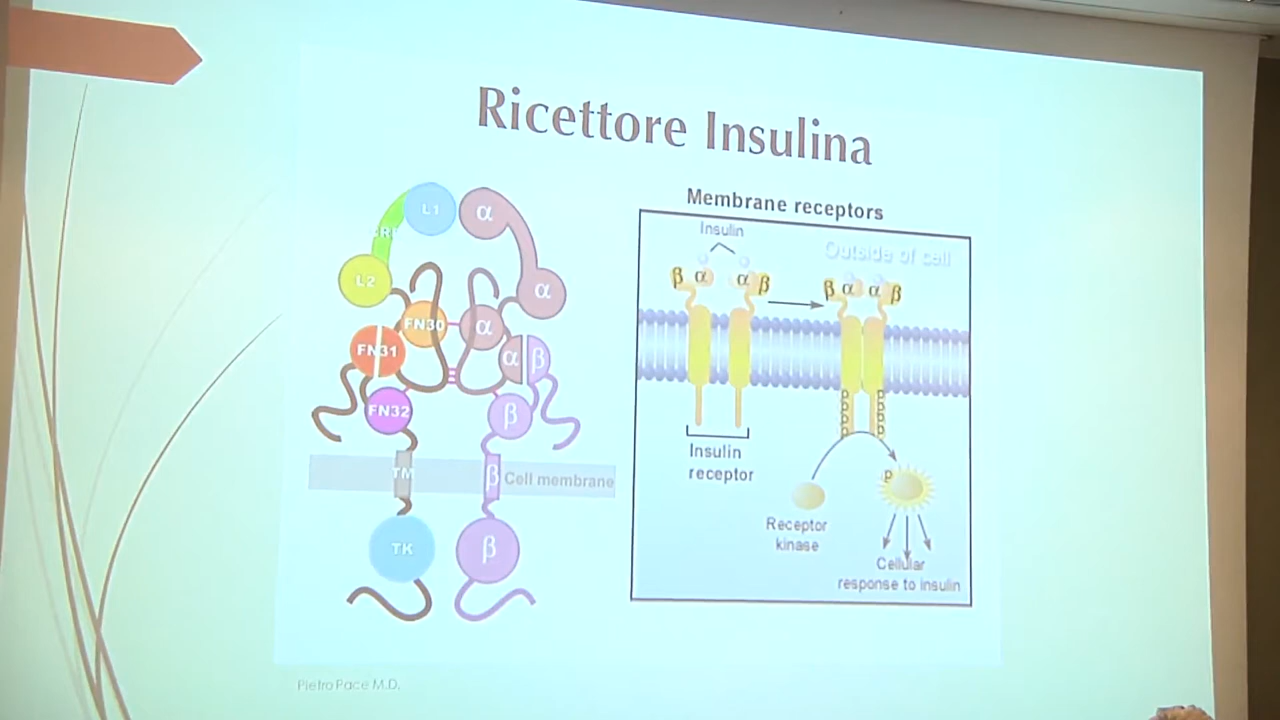 Ricettore Insulina
L1
α
L2
α
FN30
α
FN31
α
β
FN32
β
TM
β
Cell membrane
TK
β
Membrane receptors
Insulin
Outside of cell
β α
α β
β α α β
p
p
p
p
p
p
p
p
Insulin
receptor
p
Receptor
kinase
Cellular
response to insulin
Pietro Pace M.D.